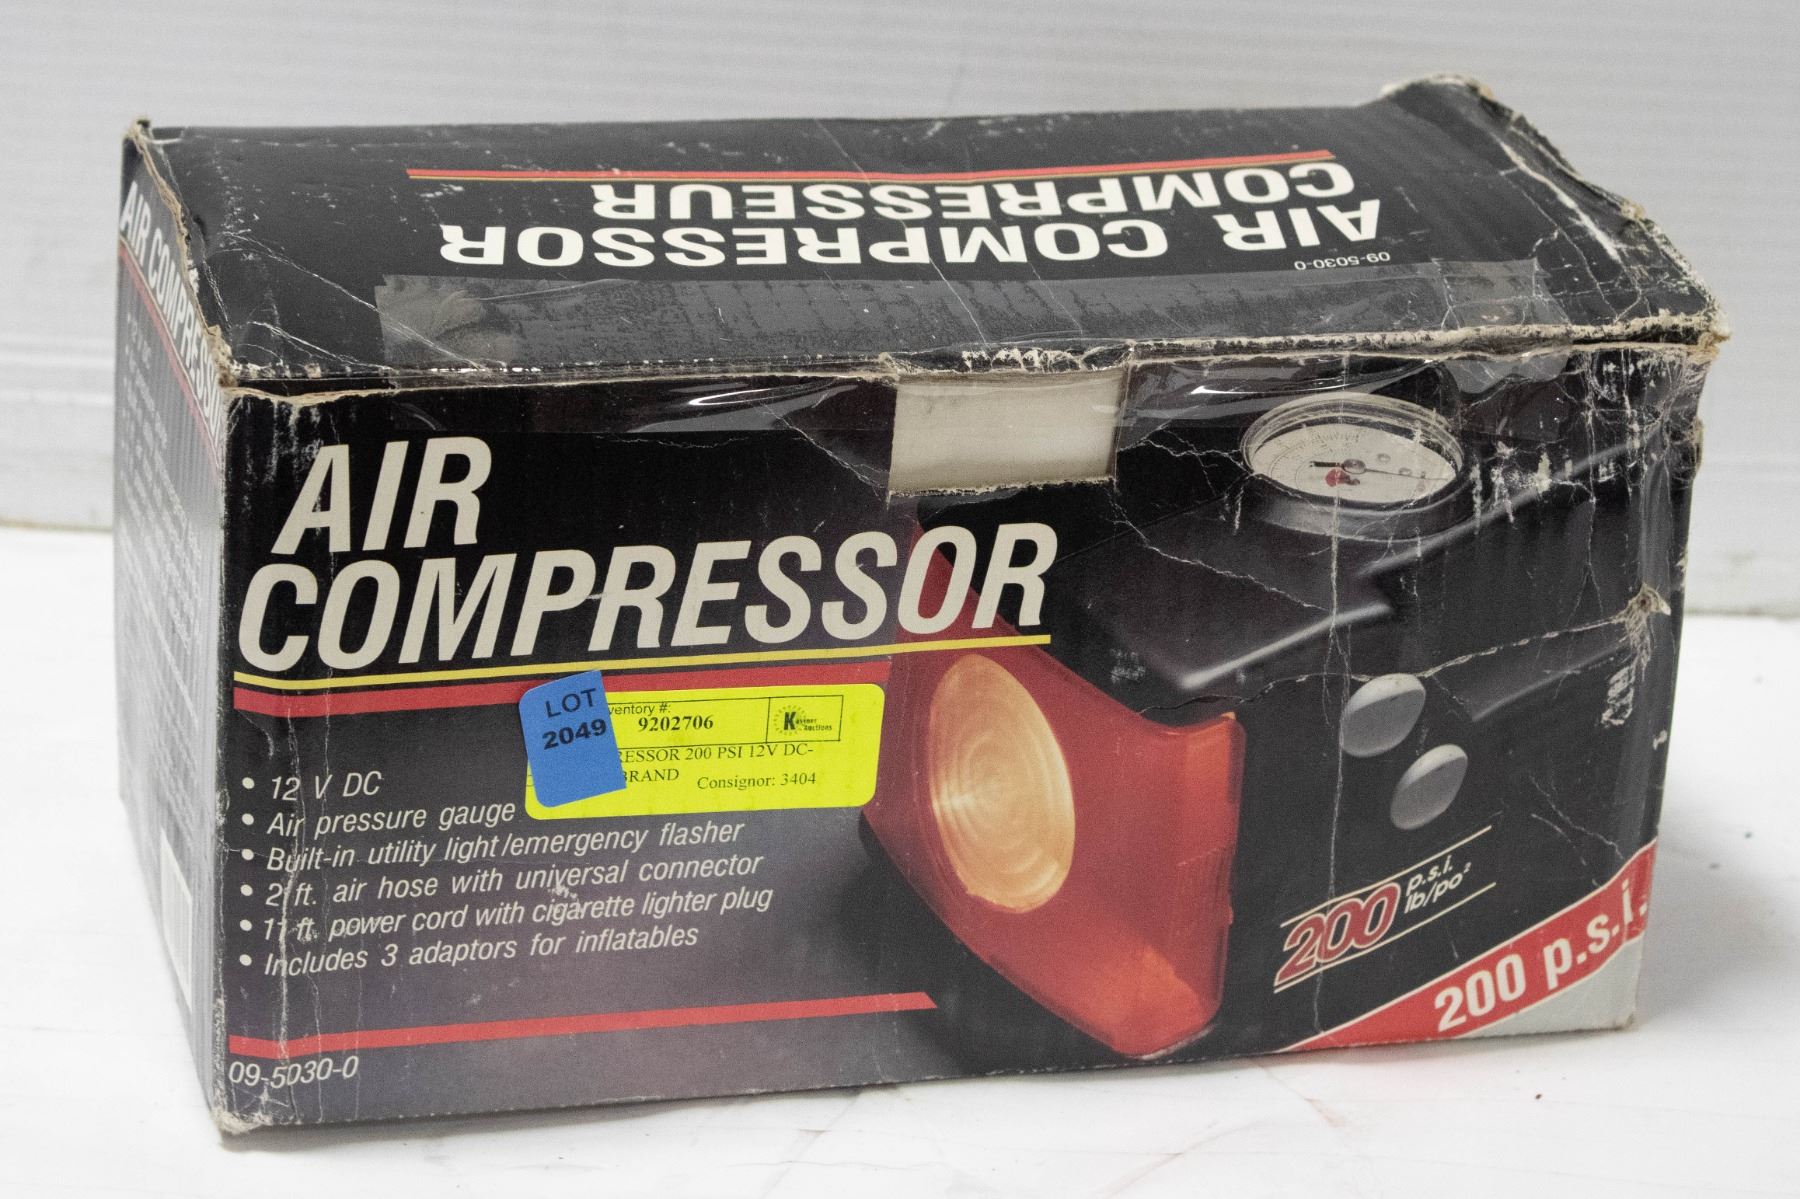 AIR COMPRESSOR
COMPRESSEUR
09-5030-0
AIR COMPRESSOR
AIR
COMPRESSOR
LOT
2049
ventory #:
9202706
Kastner
Auctions
RESSOR 200 PSI 12V DC-
BRAND
Consignor: 3404
• 12 V DC
• Air pressure gauge
• Built-in utility light/emergency flasher
• 2 ft. air hose with universal connector
• 11 ft. power cord with cigarette lighter plug
• Includes 3 adaptors for inflatables
09-5030-0
200 p.s.i.
lb/po²
200 p.s.i.